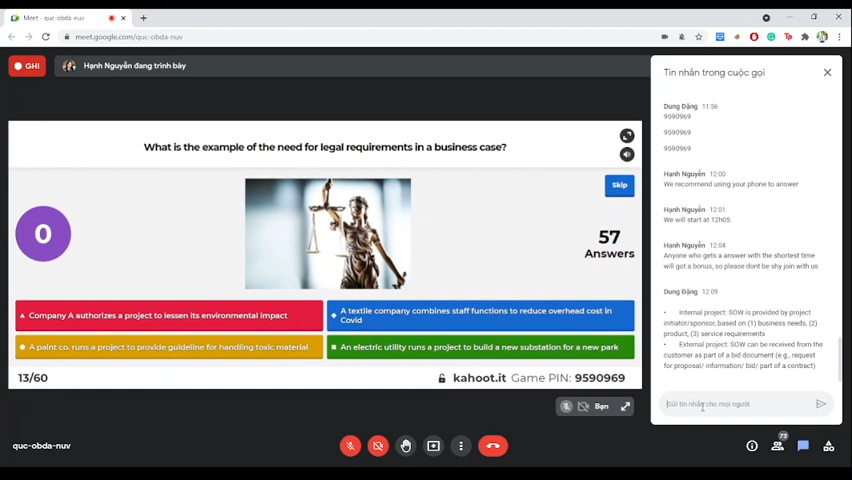 Meet - quc-obda-nuv
meet.google.com/quc-obda-nuv
GHI
Hạnh Nguyễn đang trình bày
What is the example of the need for legal requirements in a business case?
Skip
0
57
Answers
Company A authorizes a project to lessen its environmental impact
A textile company combines staff functions to reduce overhead cost in
Covid
A paint co. runs a project to provide guideline for handling toxic material
An electric utility runs a project to build a new substation for a new park
13/60
kahoot.it Game PIN: 9590969
Bạn
quc-obda-nuv
Tin nhắn trong cuộc gọi
Dung Đặng 11:56
9590969
9590969
9590969
Hạnh Nguyễn 12:00
We recommend using your phone to answer
Hạnh Nguyễn 12:01
We will start at 12h05
Hạnh Nguyễn 12:04
Anyone who gets a answer with the shortest time
will got a bonus, so please dont be shy join with us
Dung Đặng 12:09
• Internal project: SOW is provided by project
initiator/sponsor, based on (1) business needs, (2)
product, (3) service requirements
• External project: SOW can be received from the
customer as part of a bid document (e.g., request
for proposal/ information/ bid/ part of a contract)
Gửi tin nhắn cho mọi người
73